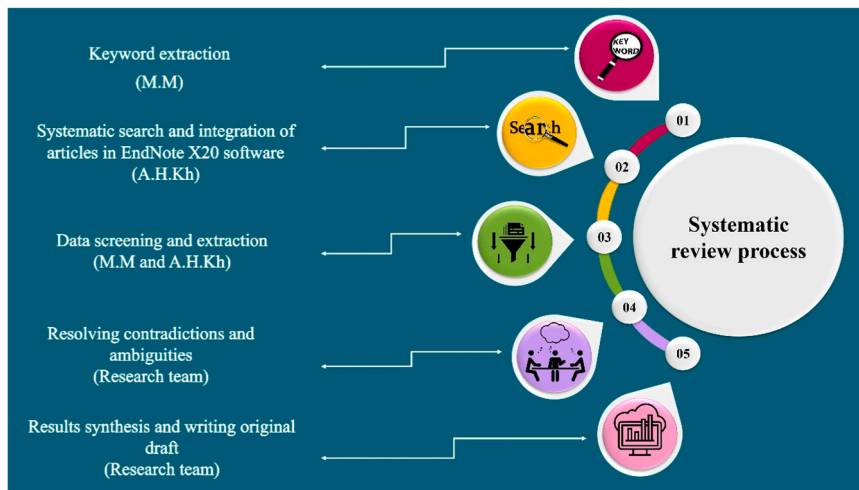 Keyword extraction
(M.M)
KEY
WORD
01
Systematic search and integration of
articles in EndNote X20 software
(A.H.Kh)
Search
02
Data screening and extraction
(M.M and A.H.Kh)
03
Systematic
review process
Resolving contradictions and
ambiguities
(Research team)
04
Results synthesis and writing original
draft
(Research team)
05